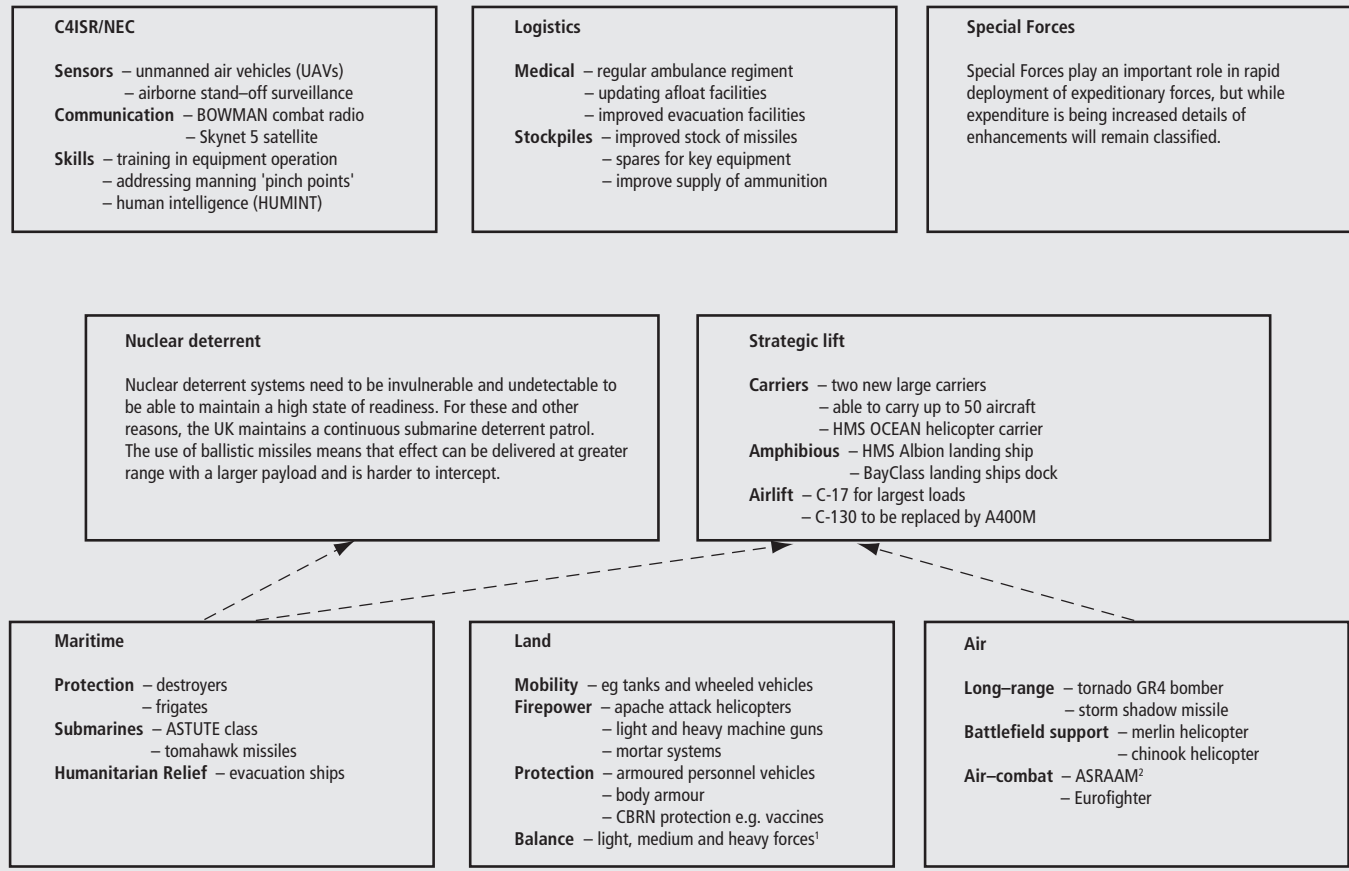 C4ISR/NEC
Sensors – unmanned air vehicles (UAVs)
– airborne stand–off surveillance
Communication – BOWMAN combat radio
– Skynet 5 satellite
Skills – training in equipment operation
– addressing manning 'pinch points'
– human intelligence (HUMINT)
Logistics
Medical – regular ambulance regiment
– updating afloat facilities
– improved evacuation facilities
Stockpiles – improved stock of missiles
– spares for key equipment
– improve supply of ammunition
Special Forces
Special Forces play an important role in rapid
deployment of expeditionary forces, but while
expenditure is being increased details of
enhancements will remain classified.
Nuclear deterrent
Nuclear deterrent systems need to be invulnerable and undetectable to
be able to maintain a high state of readiness. For these and other
reasons, the UK maintains a continuous submarine deterrent patrol.
The use of ballistic missiles means that effect can be delivered at greater
range with a larger payload and is harder to intercept.
Strategic lift
Carriers – two new large carriers
– able to carry up to 50 aircraft
– HMS OCEAN helicopter carrier
Amphibious – HMS Albion landing ship
– BayClass landing ships dock
Airlift – C-17 for largest loads
– C-130 to be replaced by A400M
Maritime
Protection – destroyers
– frigates
Submarines – ASTUTE class
– tomahawk missiles
Humanitarian Relief – evacuation ships
Land
Mobility – eg tanks and wheeled vehicles
Firepower – apache attack helicopters
– light and heavy machine guns
– mortar systems
Protection – armoured personnel vehicles
– body armour
– CBRN protection e.g. vaccines
Balance – light, medium and heavy forces¹
Air
Long–range – tornado GR4 bomber
– storm shadow missile
Battlefield support – merlin helicopter
– chinook helicopter
Air–combat – ASRAAM²
– Eurofighter